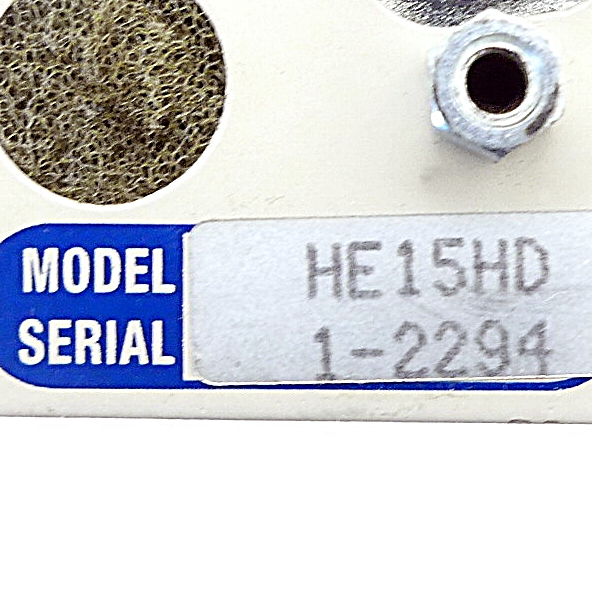 MODEL HE15HD
SERIAL 1-2294